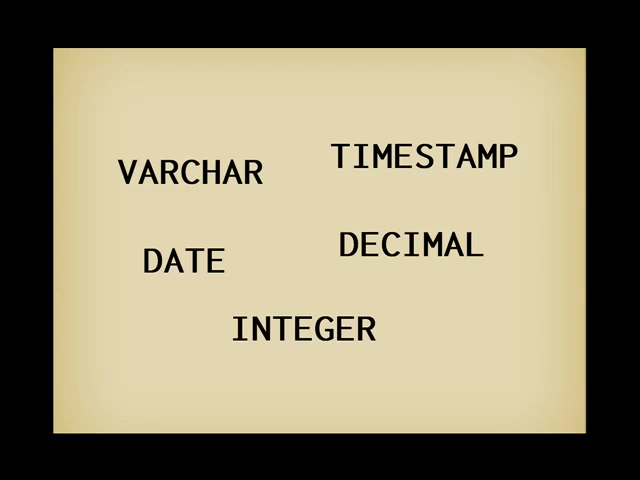 VARCHAR
TIMESTAMP
DATE
DECIMAL
INTEGER